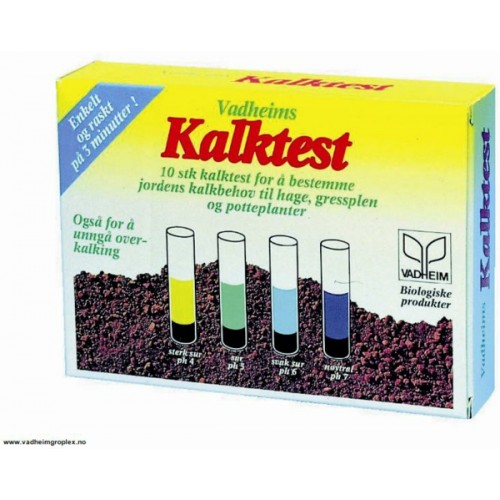 Enkelt
og raskt
på 3 minutter !
Vadheims
Kalktest
10 stk kalktest for å bestemme
jordens kalkbehov til hage, gressplen
og potteplanter
Også for å
unngå over-
kalking
VADHEIM
Biologiske
produkter
sterk sur
ph 4
sur
ph 5
svak sur
ph 6
nøytral
ph 7
Kalktest
Vadheims
www.vadheimgroplex.no